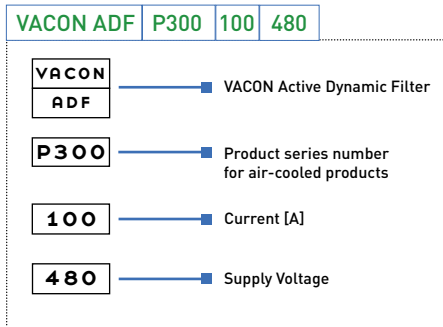 VACON ADF P300 100 480
VACON
ADF
VACON Active Dynamic Filter
P300
Product series number
for air-cooled products
100
Current [A]
480
Supply Voltage